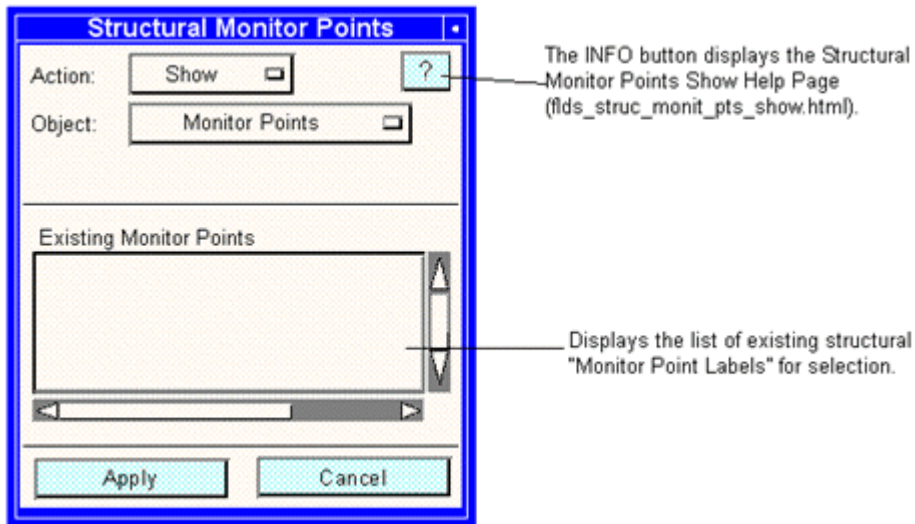 Structural Monitor Points
Action:
Show
?
Object:
Monitor Points
The INFO button displays the Structural
Monitor Points Show Help Page
(flds_struc_monit_pts_show.html).
Existing Monitor Points
Displays the list of existing structural
"Monitor Point Labels" for selection.
Apply
Cancel